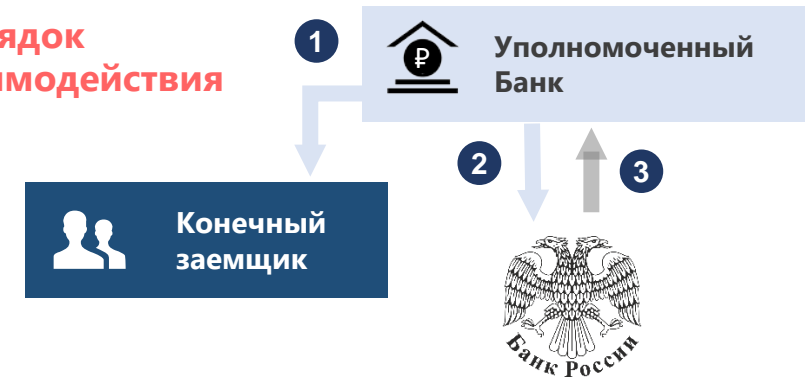 ядок
имодействия
1
Уполномоченный
Банк
2
3
Конечный
заемщик
Банк России